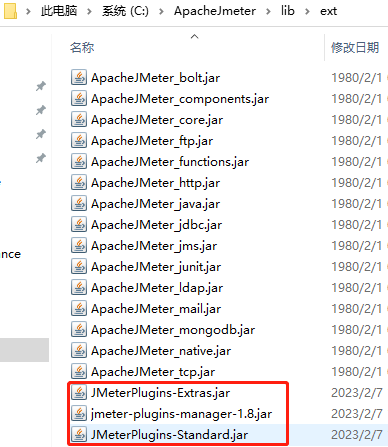 此电脑 > 系统 (C:) > ApacheJmeter > lib > ext
名称 修改日期
ApacheJMeter_bolt.jar 1980/2/1
ApacheJMeter_components.jar 1980/2/1
ApacheJMeter_core.jar 1980/2/1
ApacheJMeter_ftp.jar 1980/2/1
ApacheJMeter_functions.jar 1980/2/1
ApacheJMeter_http.jar 1980/2/1
ApacheJMeter_java.jar 1980/2/1
ApacheJMeter_jdbc.jar 1980/2/1
ApacheJMeter_jms.jar 1980/2/1
ApacheJMeter_junit.jar 1980/2/1
nce ApacheJMeter_ldap.jar 1980/2/1
ApacheJMeter_mail.jar 1980/2/1
ApacheJMeter_mongodb.jar 1980/2/1
ApacheJMeter_native.jar 1980/2/1
ApacheJMeter_tcp.jar 1980/2/1
JMeterPlugins-Extras.jar 2023/2/7
jmeter-plugins-manager-1.8.jar 2023/2/7
JMeterPlugins-Standard.jar 2023/2/7